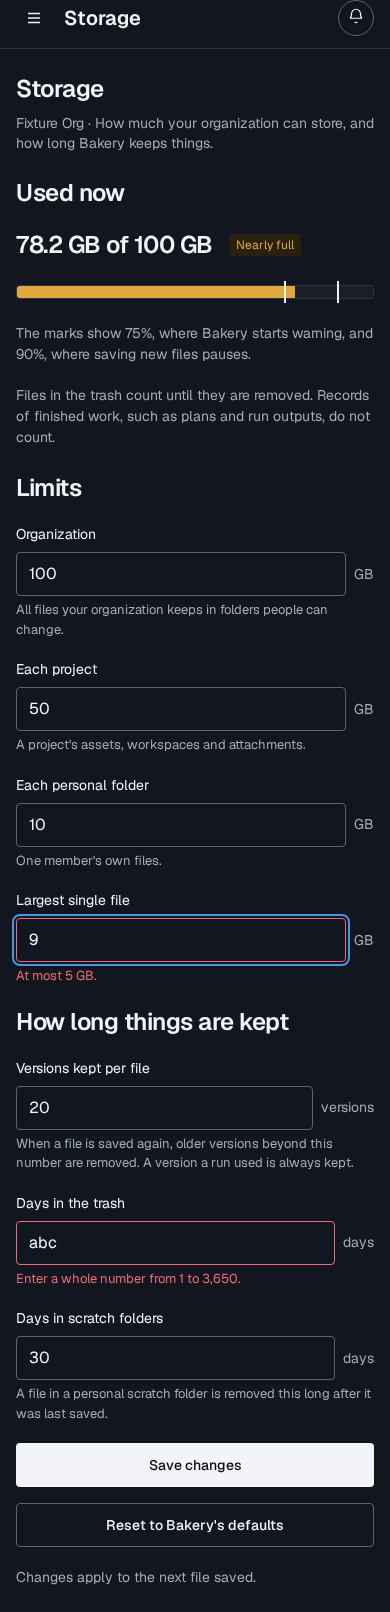 Storage
Storage
Fixture Org · How much your organization can store, and
how long Bakery keeps things.
Used now
78.2 GB of 100 GB
Nearly full
The marks show 75%, where Bakery starts warning, and
90%, where saving new files pauses.
Files in the trash count until they are removed. Records
of finished work, such as plans and run outputs, do not
count.
Limits
Organization
100 GB
All files your organization keeps in folders people can
change.
Each project
50 GB
A project's assets, workspaces and attachments.
Each personal folder
10 GB
One member's own files.
Largest single file
9 GB
At most 5 GB.
How long things are kept
Versions kept per file
20 versions
When a file is saved again, older versions beyond this
number are removed. A version a run used is always kept.
Days in the trash
abc days
Enter a whole number from 1 to 3,650.
Days in scratch folders
30 days
A file in a personal scratch folder is removed this long after it
was last saved.
Save changes
Reset to Bakery's defaults
Changes apply to the next file saved.